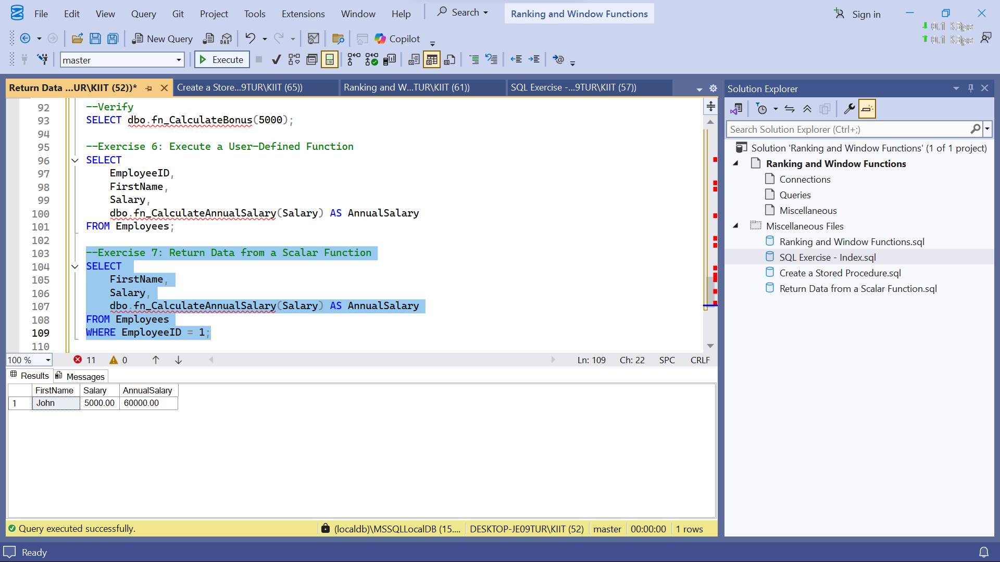 File Edit View Query Git Project Tools Extensions Window Help Search Ranking and Window Functions Sign in
New Query DAX Copilot
master Execute
Return Data ...UR\KIIT (52))* Create a Store...9TUR\KIIT (65)) Ranking and W...TUR\KIIT (61)) SQL Exercise -...9TUR\KIIT (57))
92 --Verify
93 SELECT dbo.fn_CalculateBonus(5000);
94
95 --Exercise 6: Execute a User-Defined Function
96 SELECT
97 EmployeeID,
98 FirstName,
99 Salary,
100 dbo.fn_CalculateAnnualSalary(Salary) AS AnnualSalary
101 FROM Employees;
102
103 --Exercise 7: Return Data from a Scalar Function
104 SELECT
105 FirstName,
106 Salary,
107 dbo.fn_CalculateAnnualSalary(Salary) AS AnnualSalary
108 FROM Employees
109 WHERE EmployeeID = 1;
110
100 % 11 0 Ln: 109 Ch: 22 SPC CRLF
Results Messages
FirstName Salary AnnualSalary
1 John 5000.00 60000.00
Query executed successfully. (localdb)\MSSQLLocalDB (15.... DESKTOP-JE09TUR\KIIT (52) master 00:00:00 1 rows
Solution Explorer
Search Solution Explorer (Ctrl+;)
Solution 'Ranking and Window Functions' (1 of 1 project)
Ranking and Window Functions
Connections
Queries
Miscellaneous
Miscellaneous Files
Ranking and Window Functions.sql
SQL Exercise - Index.sql
Create a Stored Procedure.sql
Return Data from a Scalar Function.sql
Ready